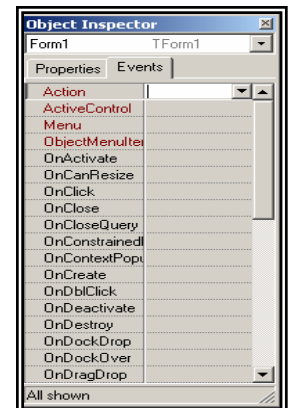 Object Inspector
Form1 TForm1
Properties Events
Action
ActiveControl
Menu
ObjectMenuItei
OnActivate
OnCanResize
OnClick
OnClose
OnCloseQuery
OnConstrainedI
OnContextPopu
OnCreate
OnDblClick
OnDeactivate
OnDestroy
OnDockDrop
OnDockOver
OnDragDrop
All shown